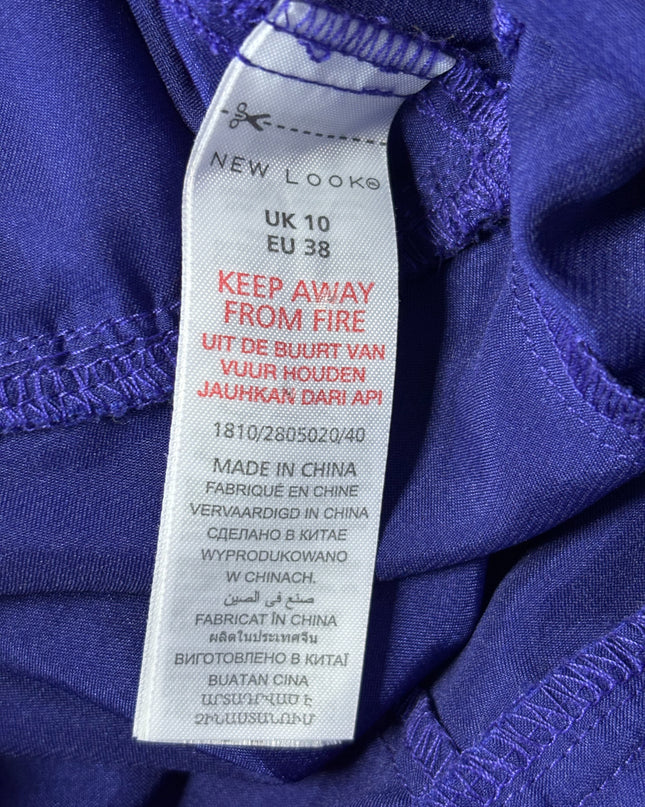 NEW LOOK
UK 10
EU 38
KEEP AWAY
FROM FIRE
UIT DE BUURT VAN
VUUR HOUDEN
JAUHKAN DARI API
1810/2805020/40
MADE IN CHINA
FABRIQUÉ EN CHINE
VERVAARDIGD IN CHINA
СДЕЛАНО В КИТАЕ
WYPRODUKOWANO
W CHINACH.
صنع في الصين
FABRICAT ÎN CHINA
ผลิตในประเทศจีน
ВИГОТОВЛЕНО В КИТАЇ
BUATAN CINA
ԱՐՏԱԴՐՎԱԾ Է
ՉԻՆԱՍՏԱՆՈՒՄ